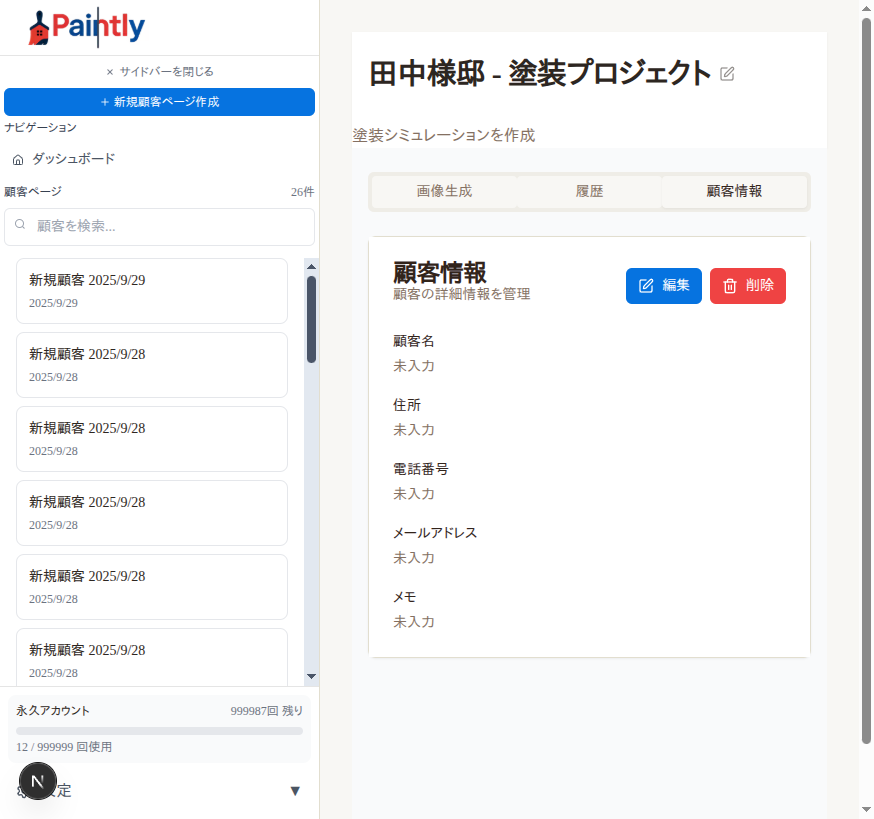 Paintly
× サイドバーを閉じる
+ 新規顧客ページ作成
ナビゲーション
ダッシュボード
顧客ページ 26件
顧客を検索...
新規顧客 2025/9/29
2025/9/29
新規顧客 2025/9/28
2025/9/28
新規顧客 2025/9/28
2025/9/28
新規顧客 2025/9/28
2025/9/28
新規顧客 2025/9/28
2025/9/28
新規顧客 2025/9/28
2025/9/28
永久アカウント 999987回 残り
12 / 999999 回使用
N
定 ▼
田中様邸 - 塗装プロジェクト
塗装シミュレーションを作成
画像生成 履歴 顧客情報
顧客情報
顧客の詳細情報を管理
編集 削除
顧客名
未入力
住所
未入力
電話番号
未入力
メールアドレス
未入力
メモ
未入力